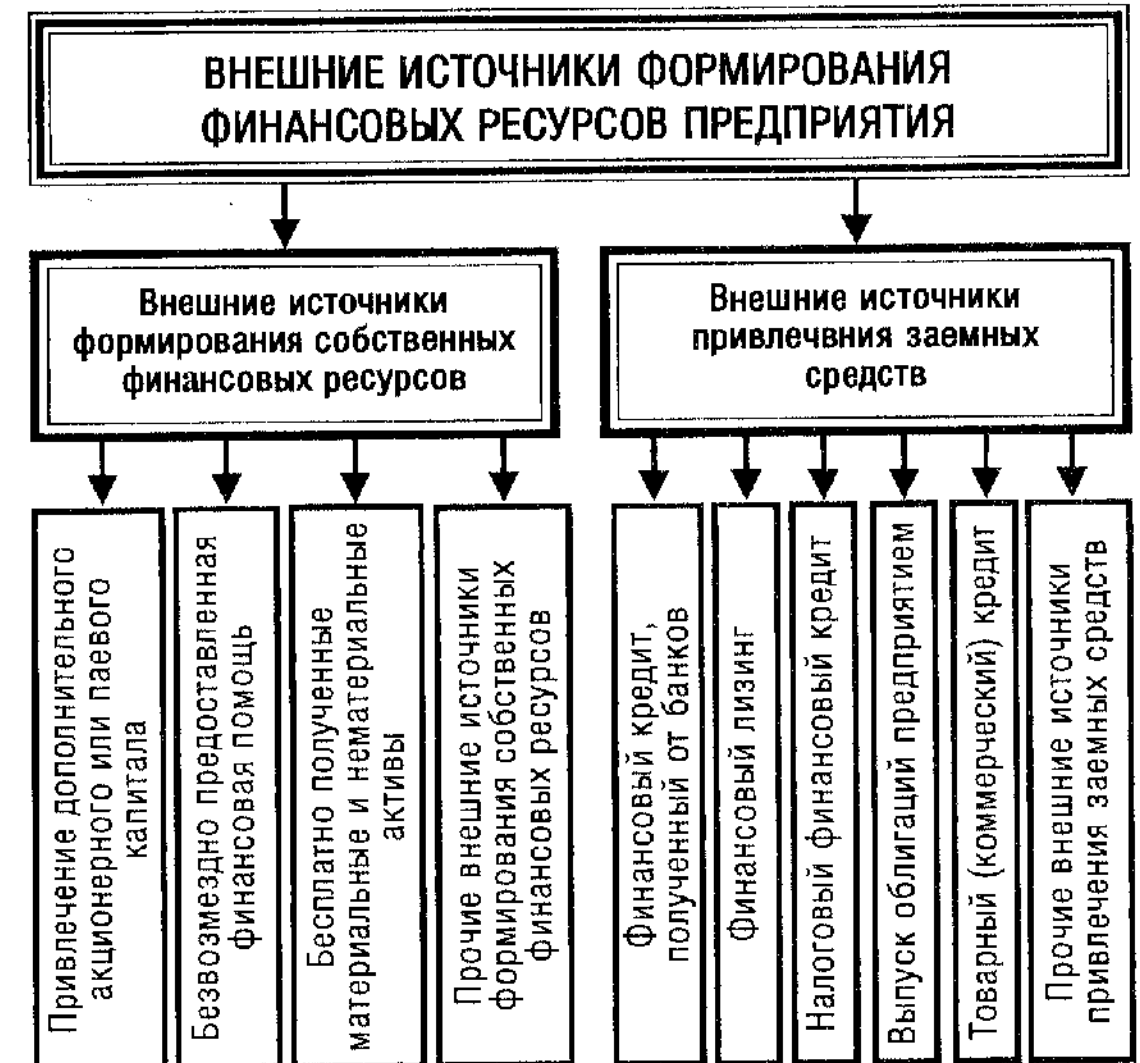 ВНЕШНИЕ ИСТОЧНИКИ ФОРМИРОВАНИЯ
ФИНАНСОВЫХ РЕСУРСОВ ПРЕДПРИЯТИЯ
Внешние источники
формирования собственных
финансовых ресурсов
Внешние источники
привлечвния заемных
средств
Привлечение дополнительного
акционерного или паевого
капитала
Безвозмездно предоставленная
финансовая помощь
Бесплатно полученные
материальные и нематериальные
активы
Прочие внешние источники
формирования собственных
финансовых ресурсов
Финансовый кредит,
полученный от банков
Финансовый лизинг
Налоговый финансовый кредит
Выпуск облигаций предприятием
Товарный (коммерческий) кредит
Прочие внешние источники
привлечения заемных средств